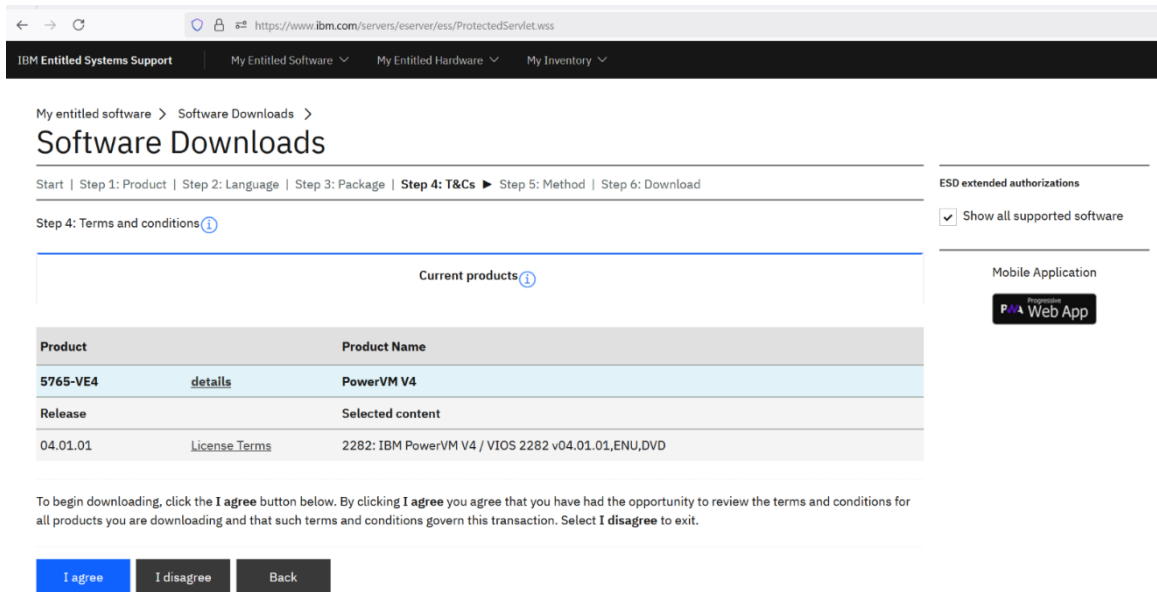 https://www.ibm.com/servers/eserver/ess/ProtectedServlet.wss
IBM Entitled Systems Support My Entitled Software My Entitled Hardware My Inventory
My entitled software > Software Downloads >
Software Downloads
Start | Step 1: Product | Step 2: Language | Step 3: Package | Step 4: T&Cs ► Step 5: Method | Step 6: Download
Step 4: Terms and conditions
Current products
Product Product Name
5765-VE4 details PowerVM V4
Release Selected content
04.01.01 License Terms 2282: IBM PowerVM V4 / VIOS 2282 v04.01.01,ENU,DVD
To begin downloading, click the I agree button below. By clicking I agree you agree that you have had the opportunity to review the terms and conditions for
all products you are downloading and that such terms and conditions govern this transaction. Select I disagree to exit.
I agree I disagree Back
ESD extended authorizations
Show all supported software
Mobile Application
PWA Progressive Web App